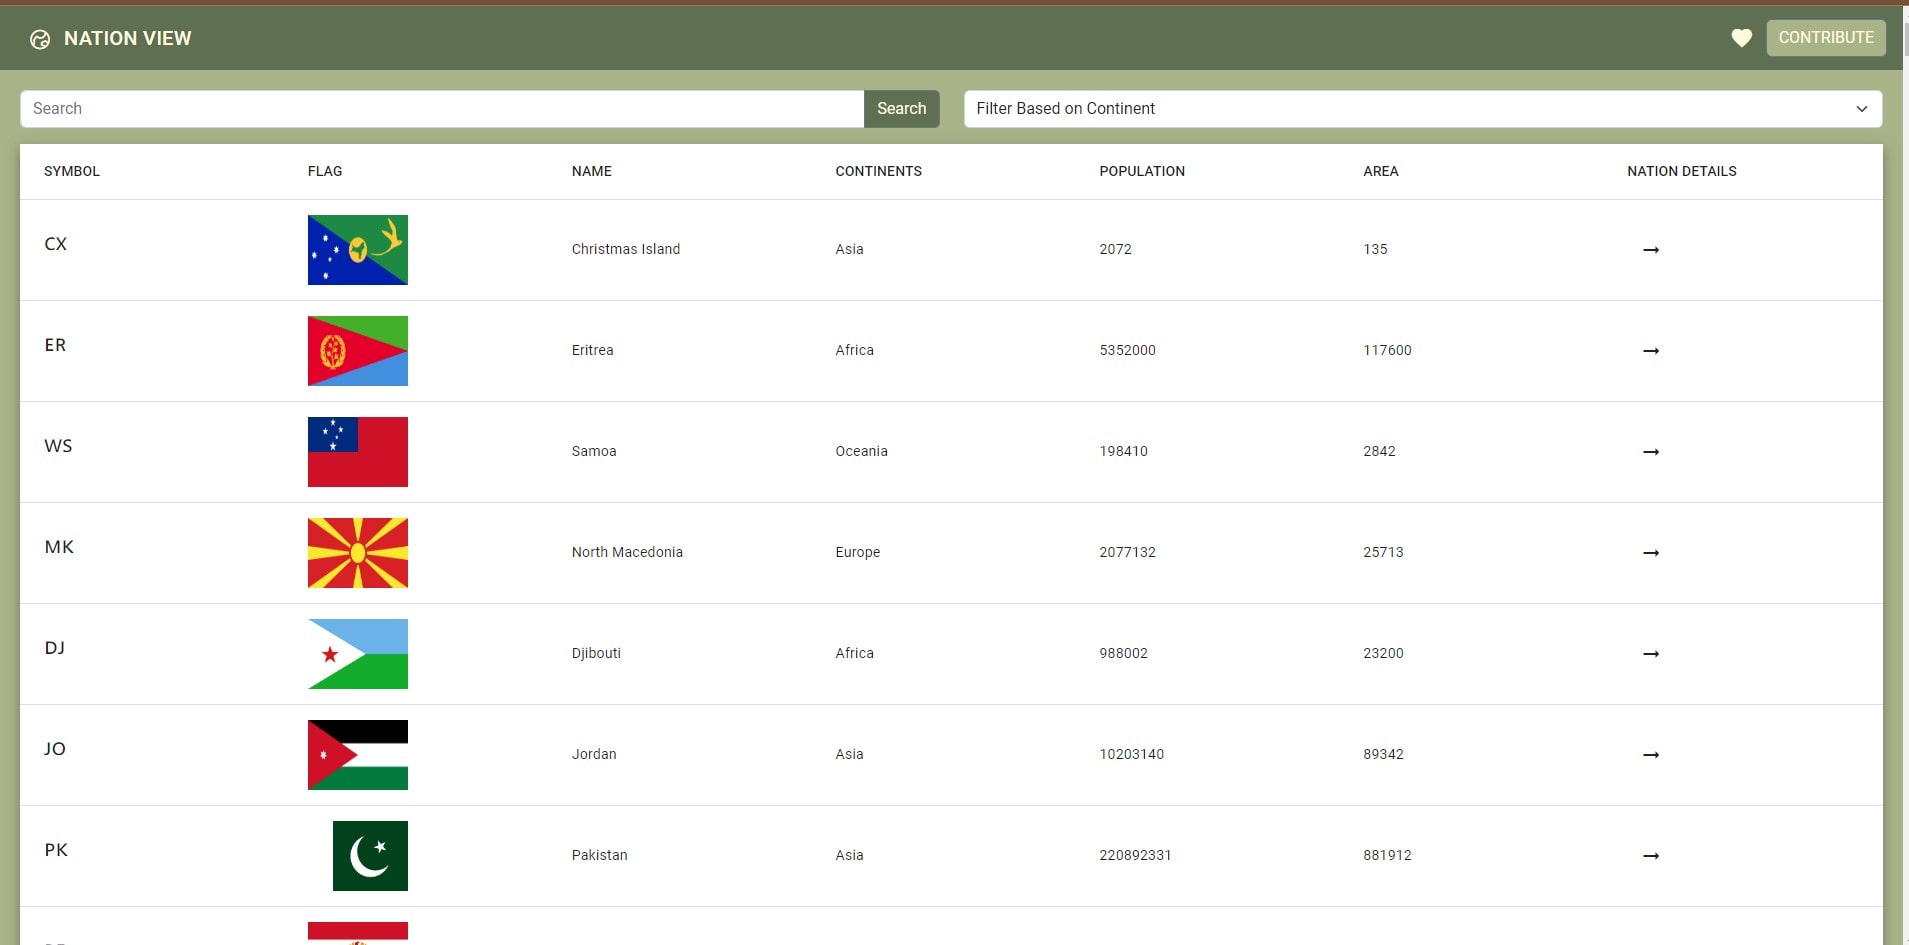 NATION VIEW
CONTRIBUTE
Search
Search
Filter Based on Continent
SYMBOL FLAG NAME CONTINENTS POPULATION AREA NATION DETAILS
CX Christmas Island Asia 2072 135
ER Eritrea Africa 5352000 117600
WS Samoa Oceania 198410 2842
MK North Macedonia Europe 2077132 25713
DJ Djibouti Africa 988002 23200
JO Jordan Asia 10203140 89342
PK Pakistan Asia 220892331 881912